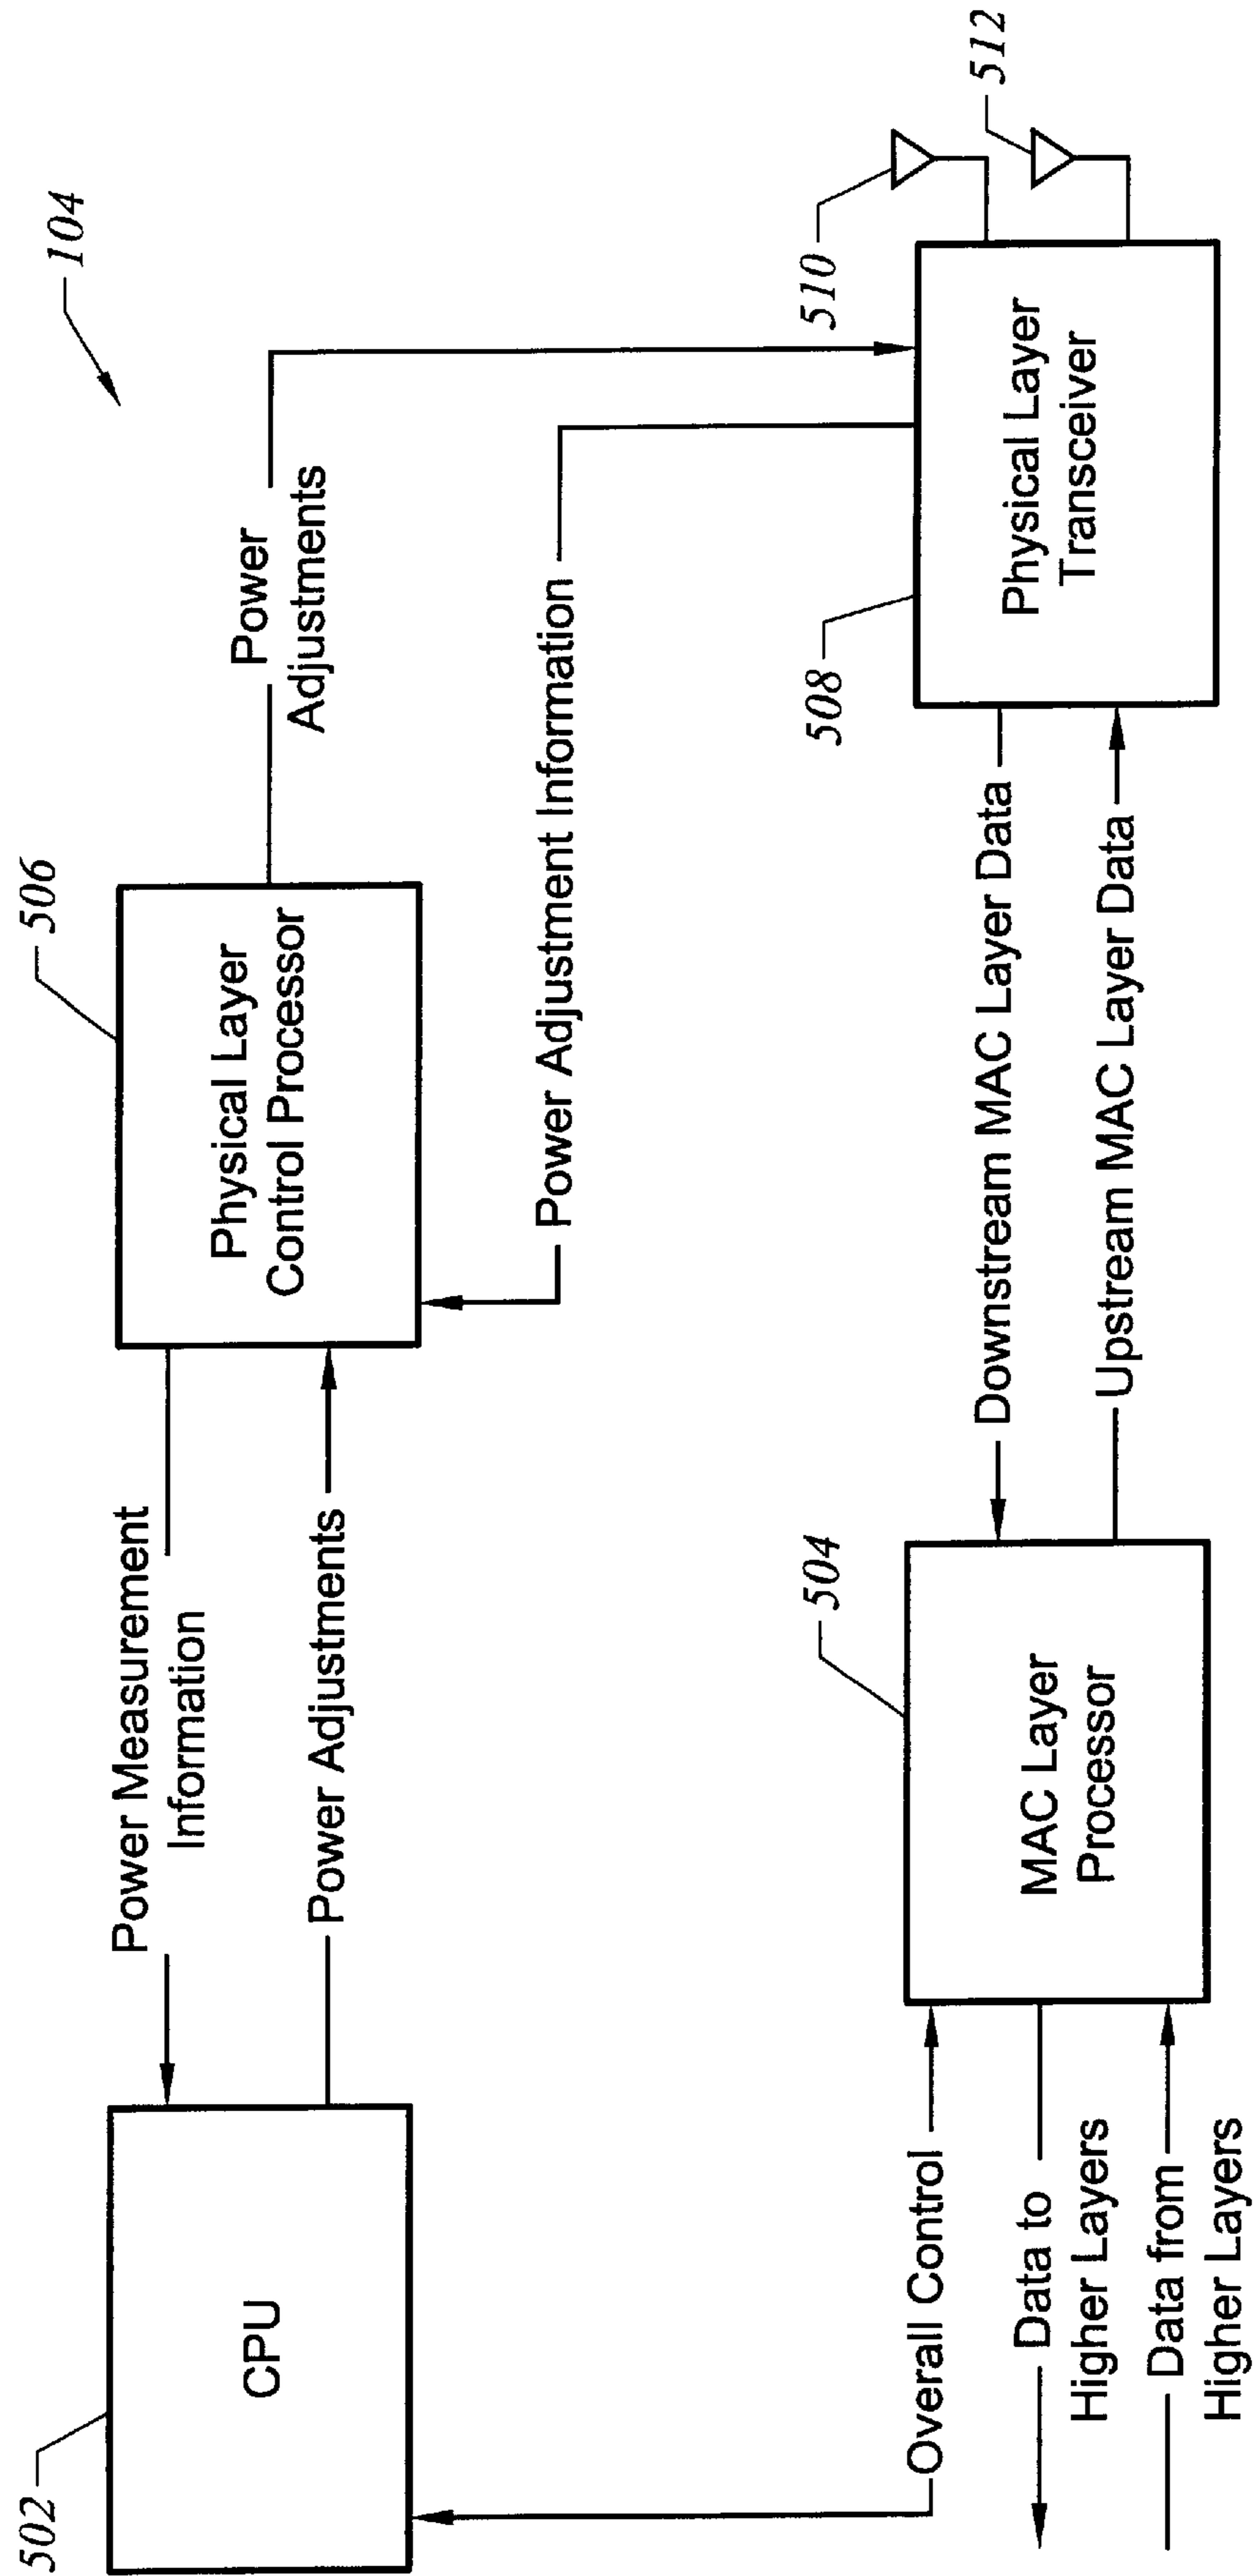 104
502
CPU
Power Measurement
Information
Power Adjustments
506
Physical Layer
Control Processor
Power
Adjustments
Power Adjustment Information
Overall Control
Data to
Higher Layers
Data from
Higher Layers
504
MAC Layer
Processor
Downstream MAC Layer Data
Upstream MAC Layer Data
508
Physical Layer
Transceiver
510
512